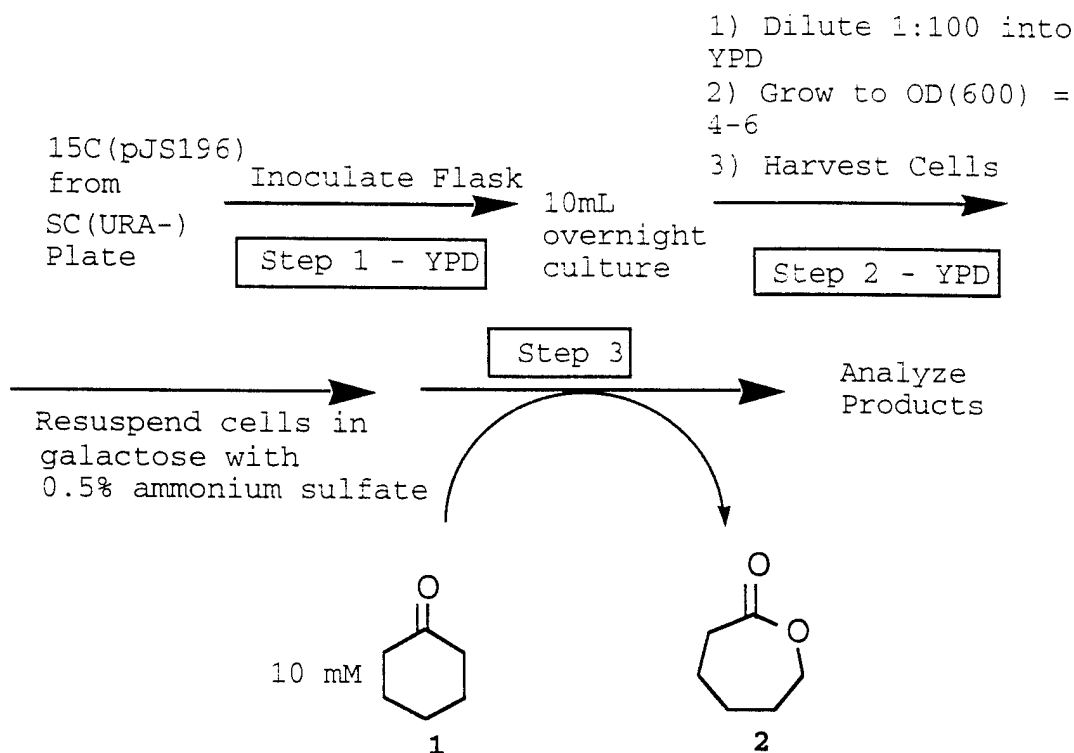 15C(pJS196)
from
SC(URA-)
Plate
Inoculate Flask
Step 1 - YPD
10mL
overnight
culture
1) Dilute 1:100 into
YPD
2) Grow to OD(600) =
4-6
3) Harvest Cells
Step 2 - YPD
Resuspend cells in
galactose with
0.5% ammonium sulfate
Step 3
Analyze
Products
10 mM
O
1
O
O
2